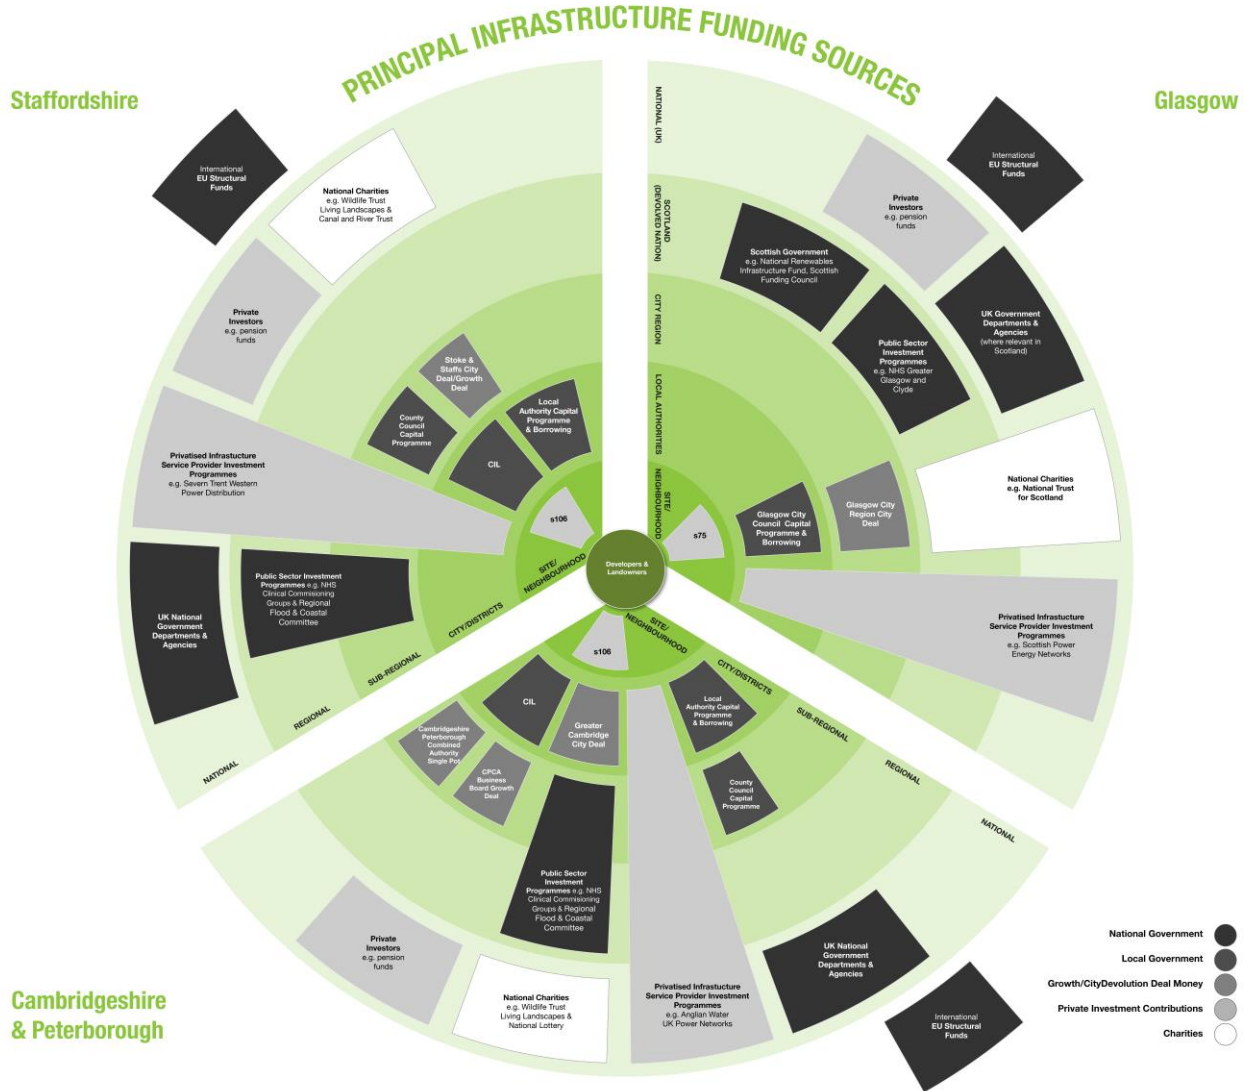 PRINCIPAL INFRASTRUCTURE FUNDING SOURCES
Staffordshire
International
EU Structural
Funds
National Charities
e.g. Wildlife Trust
Living Landscapes &
Canal and River Trust
Private
Investors
e.g. pension
funds
Stoke &
Staffs City
Deal/Growth
Deal
County
Council
Capital
Programme
Local
Authority Capital
Programme
& Borrowing
CIL
Privatised Infrastucture
Service Provider Investment
Programmes
e.g. Severn Trent Western
Power Distribution
s106
Public Sector Investment
Programmes e.g. NHS
Clinical Commisioning
Groups & Regional
Flood & Coastal
Committee
UK National
Government
Departments &
Agencies
SITE/
NEIGHBOURHOOD
CITY/DISTRICTS
SUB-REGIONAL
REGIONAL
NATIONAL
Developers &
Landowners
Glasgow
NATIONAL (UK)
SCOTLAND
(DEVOLVED NATION)
CITY REGION
LOCAL AUTHORITIES
SITE/
NEIGHBOURHOOD
International
EU Structural
Funds
Private
Investors
e.g. pension
funds
Scottish Government
e.g. National Renewables
Infrastructure Fund, Scottish
Funding Council
UK Government
Departments &
Agencies
(where relevant in
Scotland)
Public Sector
Investment
Programmes
e.g. NHS Greater
Glasgow and
Clyde
National Charities
e.g. National Trust
for Scotland
Glasgow City
Region City
Deal
Glasgow City
Council Capital
Programme &
Borrowing
s75
Privatised Infrastucture
Service Provider Investment
Programmes
e.g. Scottish Power
Energy Networks
Cambridgeshire
& Peterborough
SITE/
NEIGHBOURHOOD
CITY/DISTRICTS
SUB-REGIONAL
REGIONAL
NATIONAL
s106
CIL
Greater
Cambridge
City Deal
Local
Authority Capital
Programme
& Borrowing
Cambridgeshire
Peterborough
Combined
Authority
Single Pot
CPCA
Business
Board Growth
Deal
County
Council
Capital
Programme
Public Sector
Investment
Programmes e.g. NHS
Clinical Commisioning
Groups & Regional
Flood & Coastal
Committee
Private
Investors
e.g. pension
funds
National Charities
e.g. Wildlife Trust
Living Landscapes &
National Lottery
Privatised Infrastucture
Service Provider Investment
Programmes
e.g. Anglian Water
UK Power Networks
UK National
Government
Departments &
Agencies
International
EU Structural
Funds
National Government
Local Government
Growth/CityDevolution Deal Money
Private Investment Contributions
Charities